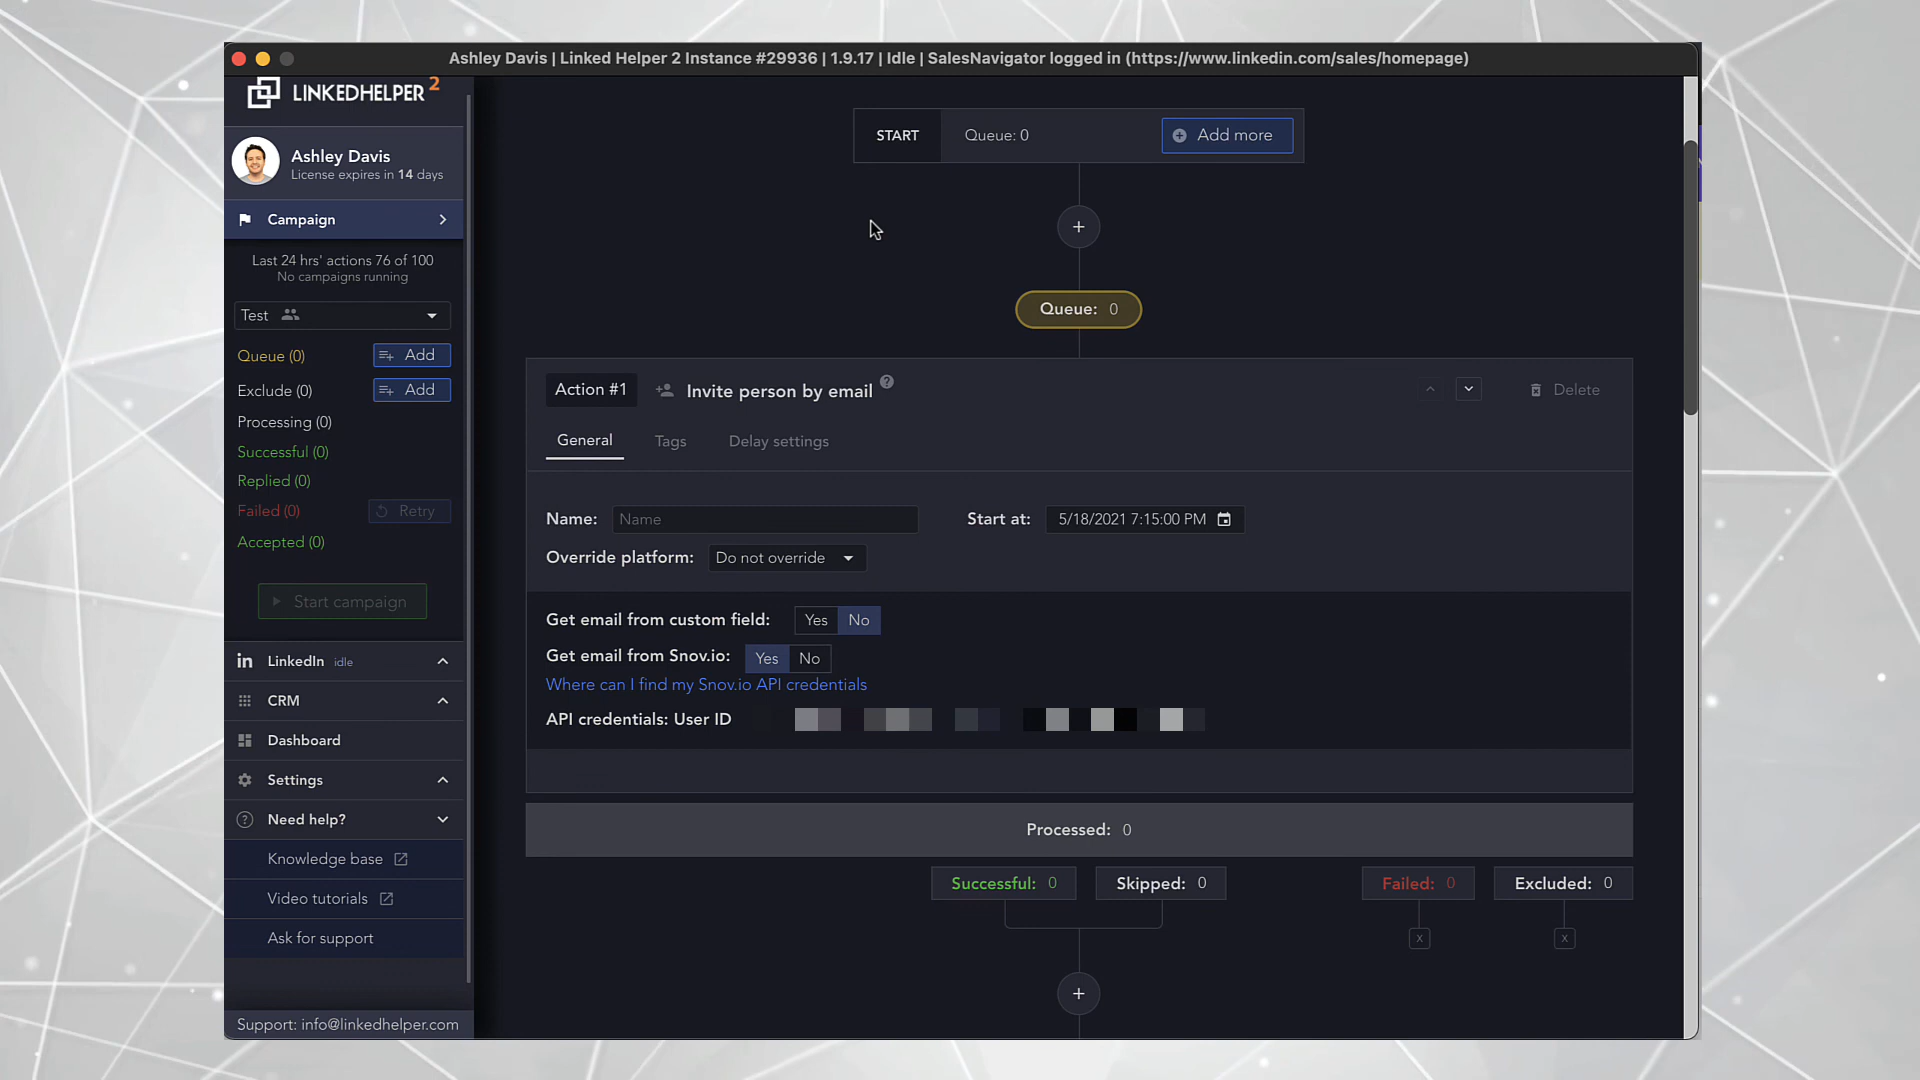 Ashley Davis | Linked Helper 2 Instance #29936 | 1.9.17 | Idle | SalesNavigator logged in (https://www.linkedin.com/sales/homepage)
LINKEDHELPER 2
Ashley Davis
License expires in 14 days
Campaign
Last 24 hrs' actions 76 of 100
No campaigns running
Test
Queue (0) Add
Exclude (0) Add
Processing (0)
Successful (0)
Replied (0)
Failed (0) Retry
Accepted (0)
Start campaign
in LinkedIn idle
CRM
Dashboard
Settings
? Need help?
Knowledge base
Video tutorials
Ask for support
Support: info@linkedhelper.com
START Queue: 0 + Add more
+
Queue: 0
Action #1 Invite person by email ? Delete
General Tags Delay settings
Name: Name Start at: 5/18/2021 7:15:00 PM
Override platform: Do not override
Get email from custom field: Yes No
Get email from Snov.io: Yes No
Where can I find my Snov.io API credentials
API credentials: User ID
Processed: 0
Successful: 0 Skipped: 0 Failed: 0 Excluded: 0
x x
+